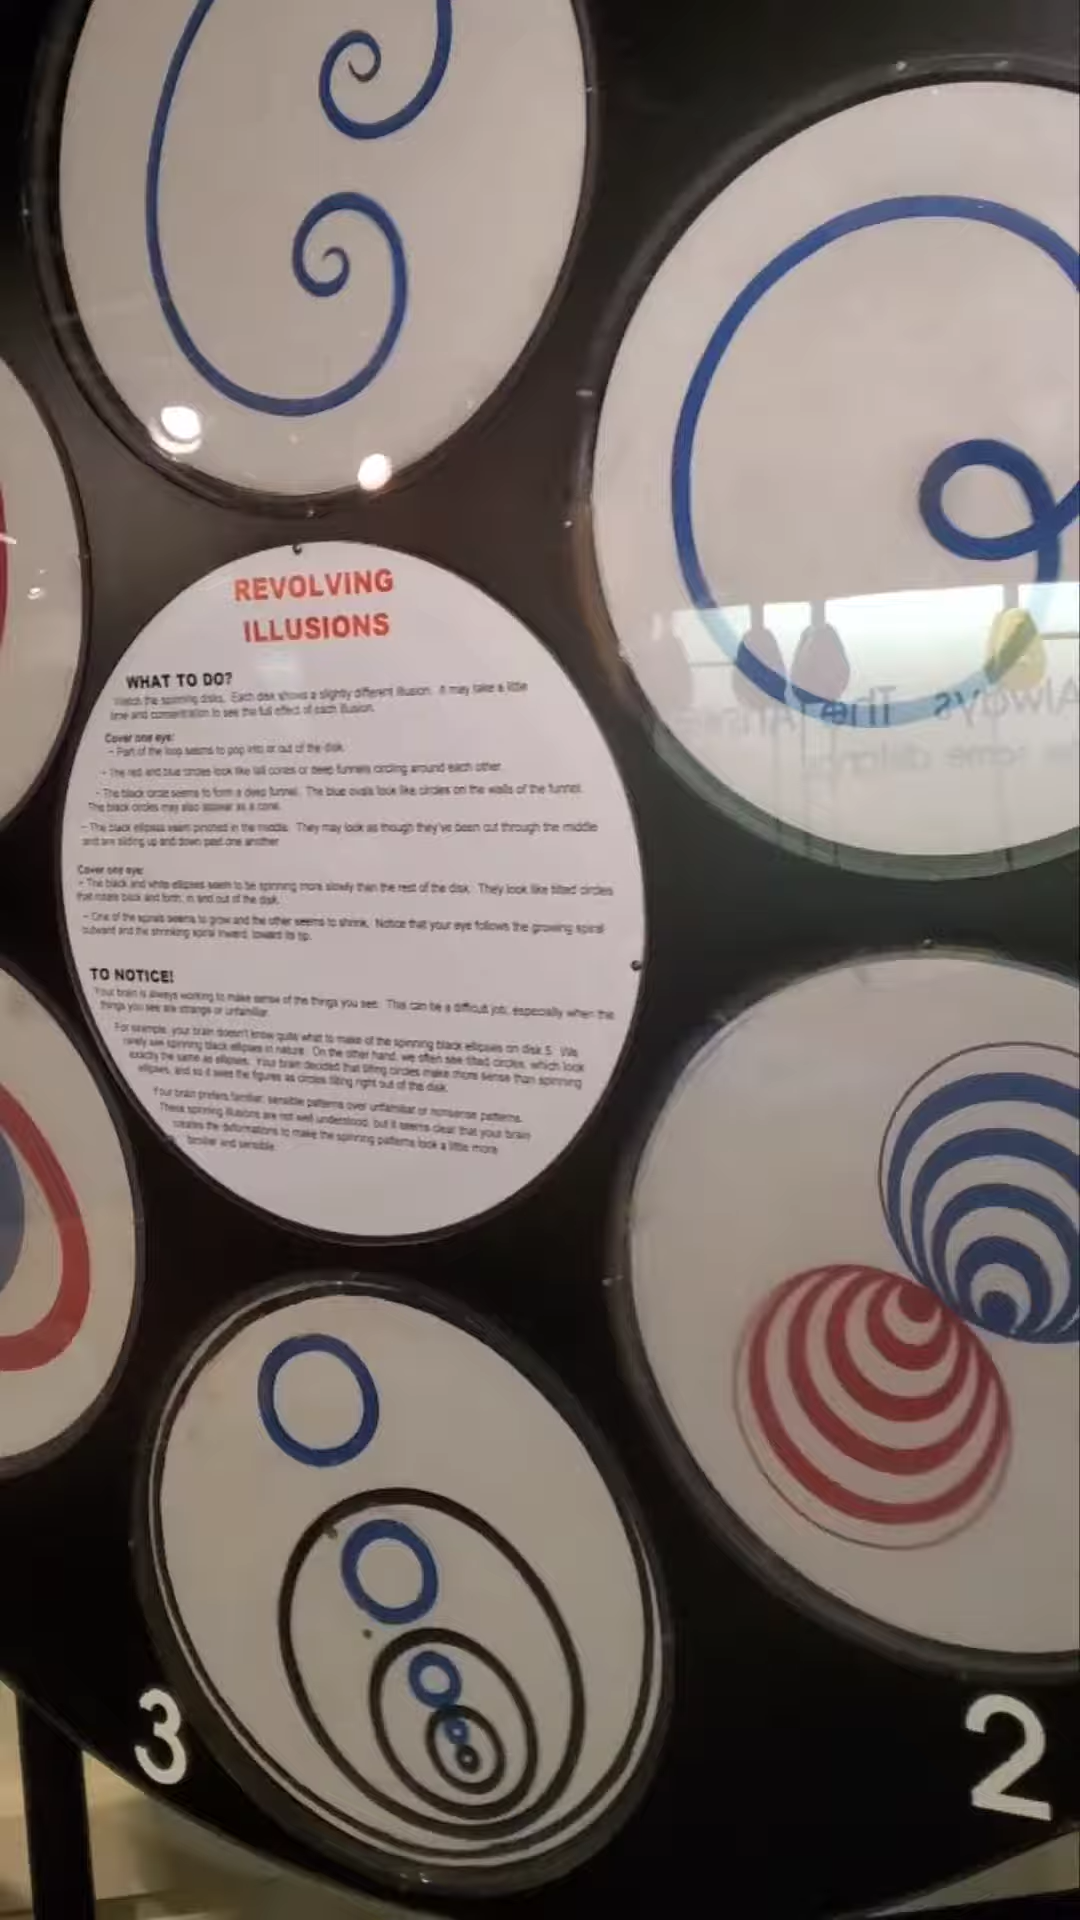 REVOLVING
ILLUSIONS
WHAT TO DO?
Watch the spinning disks. Each disk shows a slightly different illusion. It may take a little
time and concentration to see the full effect of each illusion.
Cover one eye:
- Part of the loop seems to pop into or out of the disk.
- The red and blue circles look like tall cones or deep funnels circling around each other.
- The black circle seems to form a deep funnel. The blue ovals look like circles on the walls of the funnel.
The black circles may also appear as a cone.
- The black ellipses seem pinched in the middle. They may look as though they've been cut through the middle
and are sliding up and down past one another.
Cover one eye:
- The black and white ellipses seem to be spinning more slowly than the rest of the disk. They look like tilted circles
that rotate back and forth, in and out of the disk.
- One of the spirals seems to grow and the other seems to shrink. Notice that your eye follows the growing spiral
outward and the shrinking spiral inward, toward its tip.
TO NOTICE!
Your brain is always working to make sense of the things you see. This can be a difficult job, especially when the
things you see are strange or unfamiliar.
For example, your brain doesn't know quite what to make of the spinning black ellipses on disk 5. We
rarely see spinning black ellipses in nature. On the other hand, we often see tilted circles, which look
exactly the same as ellipses. Your brain decided that tilting circles make more sense than spinning
ellipses, and so it sees the figures as circles tilting right out of the disk.
Your brain prefers familiar, sensible patterns over unfamiliar or nonsense patterns.
These spinning illusions are not well understood, but it seems clear that your brain
creates the deformations to make the spinning patterns look a little more
familiar and sensible.
Always The
some
3
2